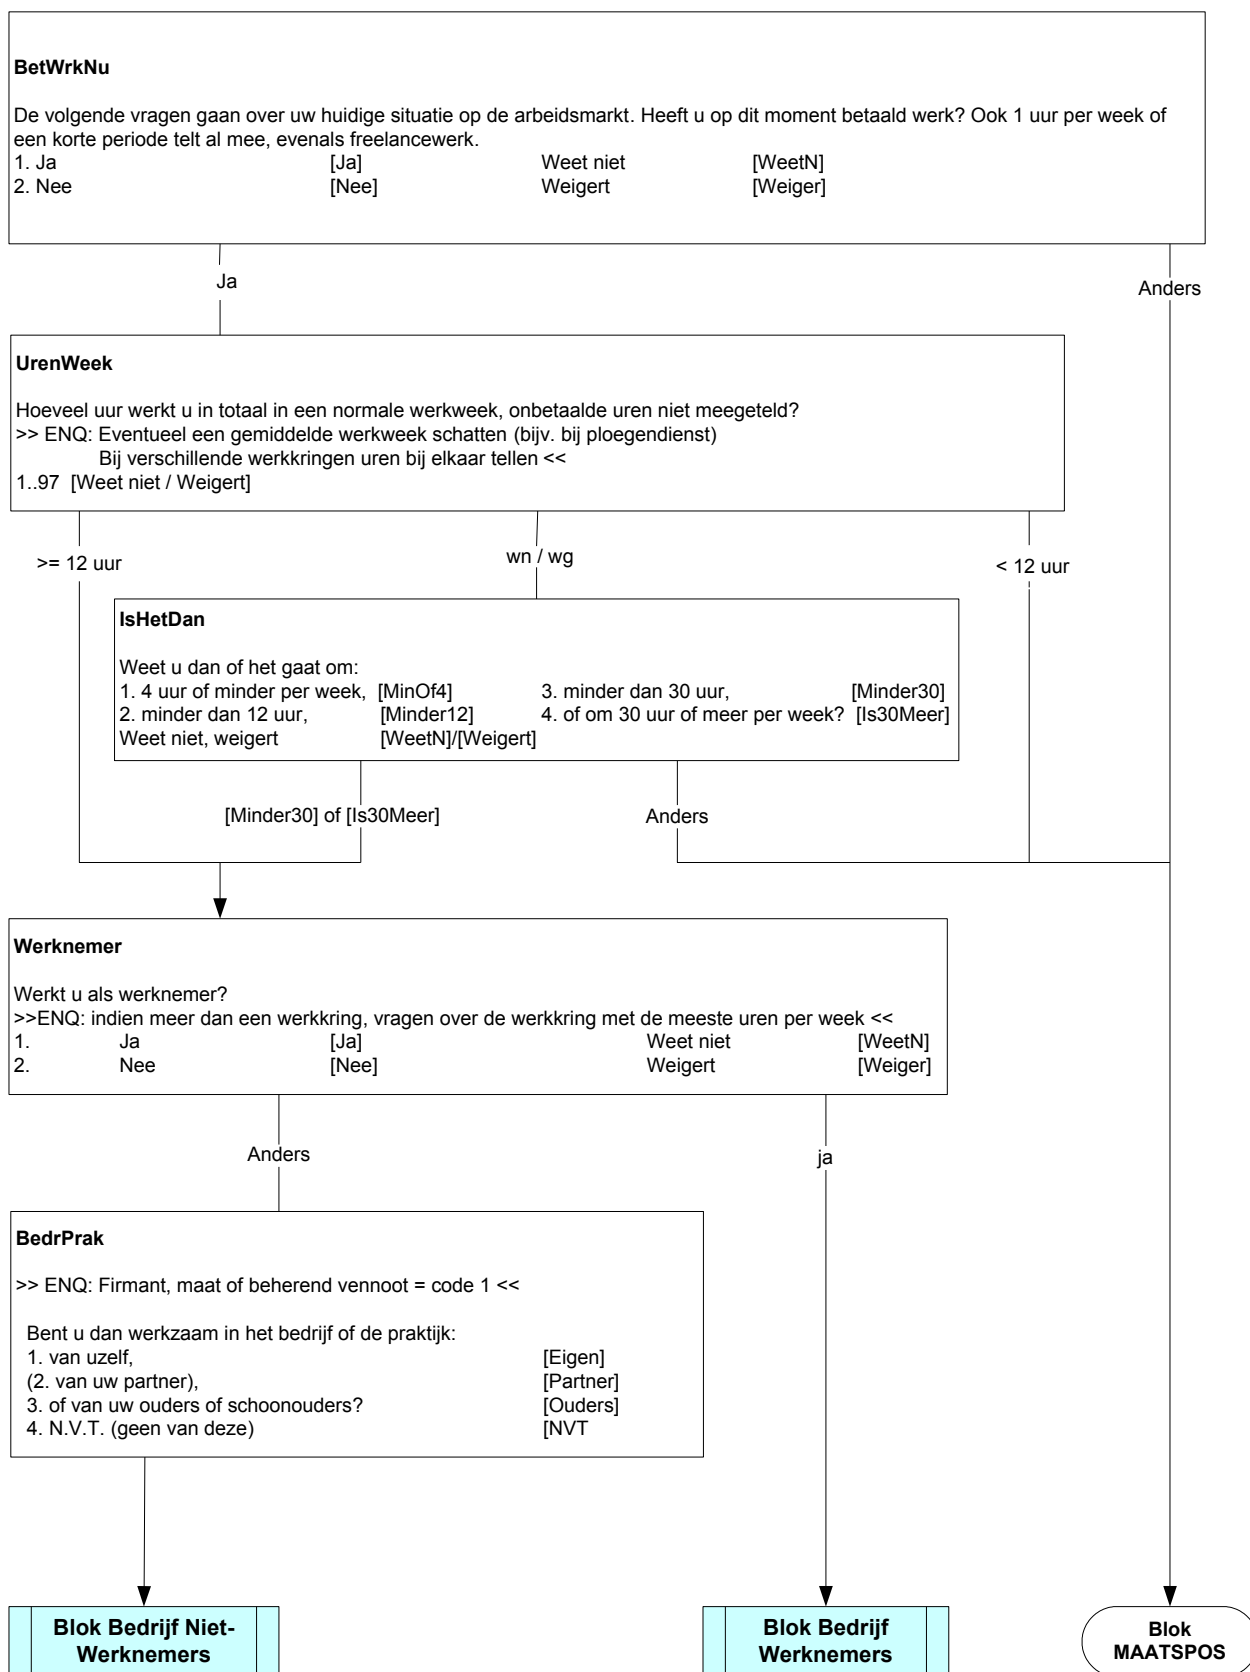 BetWrkNu
De volgende vragen gaan over uw huidige situatie op de arbeidsmarkt. Heeft u op dit moment betaald werk? Ook 1 uur per week of
een korte periode telt al mee, evenals freelancewerk.
1. Ja [Ja] Weet niet [WeetN]
2. Nee [Nee] Weigert [Weiger]
Ja
Anders
UrenWeek
Hoeveel uur werkt u in totaal in een normale werkweek, onbetaalde uren niet meegeteld?
>> ENQ: Eventueel een gemiddelde werkweek schatten (bijv. bij ploegendienst)
Bij verschillende werkkringen uren bij elkaar tellen <<
1..97 [Weet niet / Weigert]
>= 12 uur
wn / wg
< 12 uur
IsHetDan
Weet u dan of het gaat om:
1. 4 uur of minder per week, [MinOf4] 3. minder dan 30 uur, [Minder30]
2. minder dan 12 uur, [Minder12] 4. of om 30 uur of meer per week? [Is30Meer]
Weet niet, weigert [WeetN]/[Weigert]
[Minder30] of [Is30Meer]
Anders
Werknemer
Werkt u als werknemer?
>>ENQ: indien meer dan een werkkring, vragen over de werkkring met de meeste uren per week <<
1. Ja [Ja] Weet niet [WeetN]
2. Nee [Nee] Weigert [Weiger]
Anders
ja
BedrPrak
>> ENQ: Firmant, maat of beherend vennoot = code 1 <<
Bent u dan werkzaam in het bedrijf of de praktijk:
1. van uzelf, [Eigen]
(2. van uw partner), [Partner]
3. of van uw ouders of schoonouders? [Ouders]
4. N.V.T. (geen van deze) [NVT
Blok Bedrijf Niet-
Werknemers
Blok Bedrijf
Werknemers
Blok
MAATSPOS